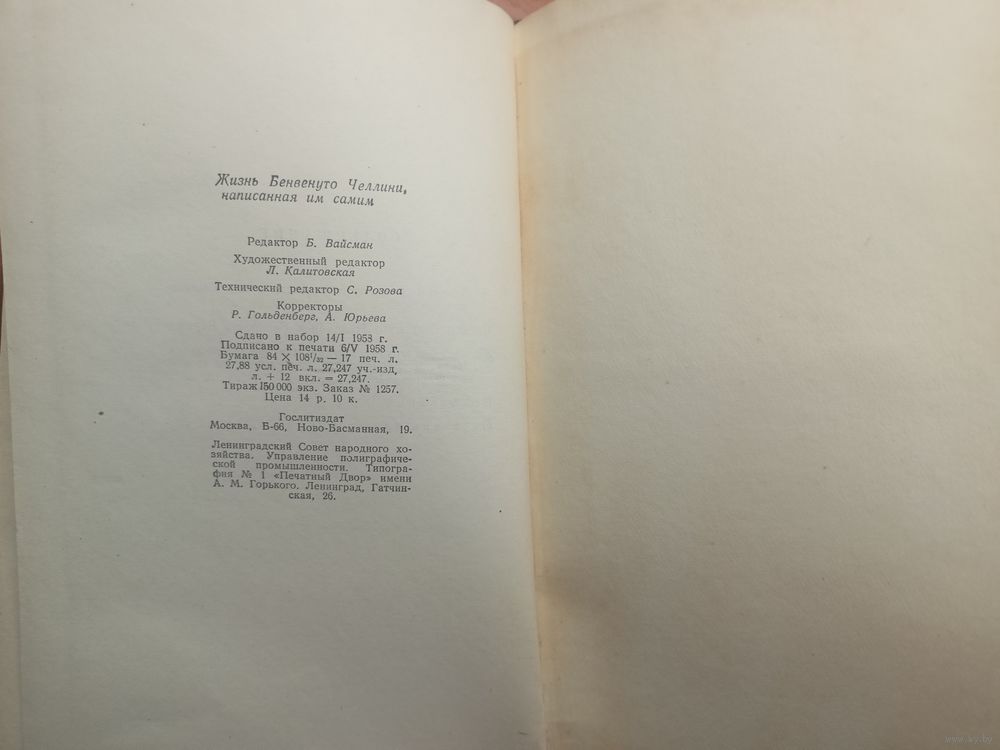 Жизнь Бенвенуто Челлини,
написанная им самим
Редактор Б. Вайсман
Художественный редактор
Л. Калитовская
Технический редактор С. Розова
Корректоры
Р. Гольденберг, А. Юрьева
Сдано в набор 14/I 1958 г.
Подписано к печати 6/V 1958 г.
Бумага 84 × 108¹/₃₂ — 17 печ. л.
27,88 усл. печ. л. 27,247 уч.-изд.
л. + 12 вкл. = 27,247.
Тираж 150 000 экз. Заказ № 1257.
Цена 14 р. 10 к.
Гослитиздат
Москва, Б-66, Ново-Басманная, 19.
Ленинградский Совет народного хо-
зяйства. Управление полиграфиче-
ской промышленности. Типогра-
фия № 1 «Печатный Двор» имени
А. М. Горького. Ленинград, Гатчин-
ская, 26.
www.ay.by